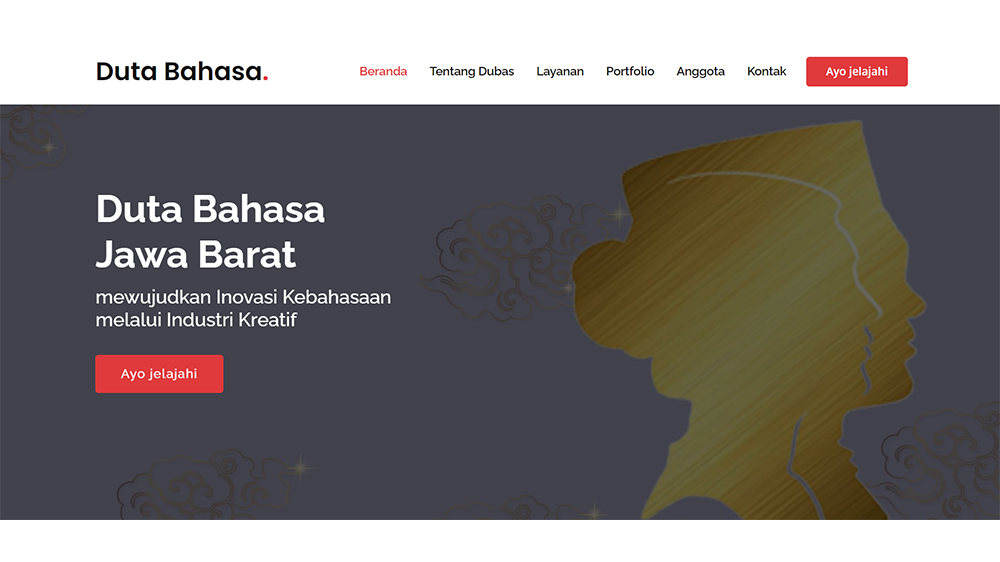 Duta Bahasa.
Beranda
Tentang Dubas
Layanan
Portfolio
Anggota
Kontak
Ayo jelajahi
Duta Bahasa
Jawa Barat
mewujudkan Inovasi Kebahasaan
melalui Industri Kreatif
Ayo jelajahi